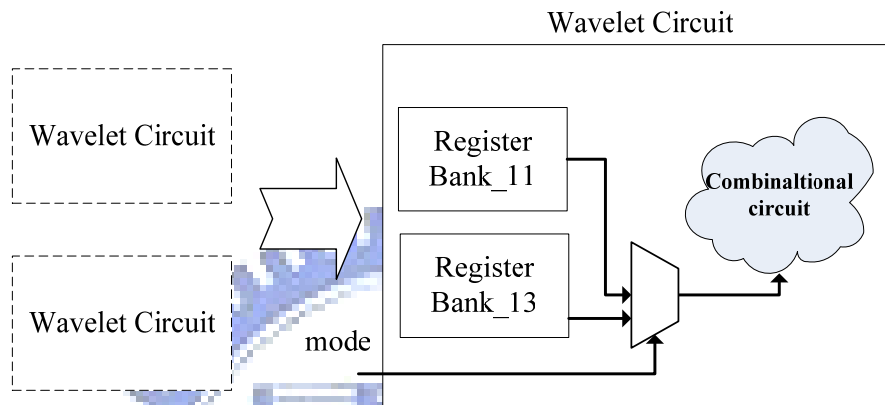 Wavelet Circuit
Wavelet Circuit
Wavelet Circuit
mode
Register
Bank_11
Register
Bank_13
Combinaltional
circuit